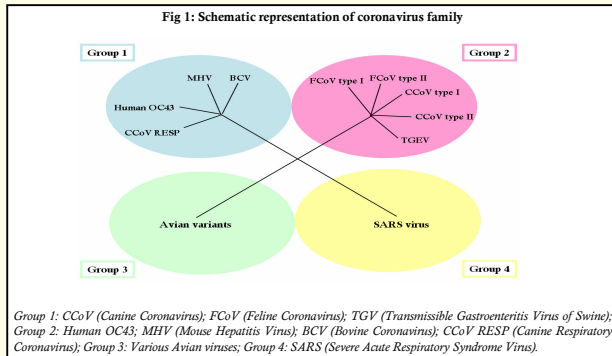 Fig 1: Schematic representation of coronavirus family
Group 1
Group 2
MHV
BCV
Human OC43
CCoV RESP
FCoV type I
FCoV type II
CCoV type I
CCoV type II
TGEV
Avian variants
SARS virus
Group 3
Group 4
Group 1: CCoV (Canine Coronavirus); FCoV (Feline Coronavirus); TGV (Transmissible Gastroenteritis Virus of Swine);
Group 2: Human OC43; MHV (Mouse Hepatitis Virus); BCV (Bovine Coronavirus); CCoV RESP (Canine Respiratory
Coronavirus); Group 3: Various Avian viruses; Group 4: SARS (Severe Acute Respiratory Syndrome Virus).